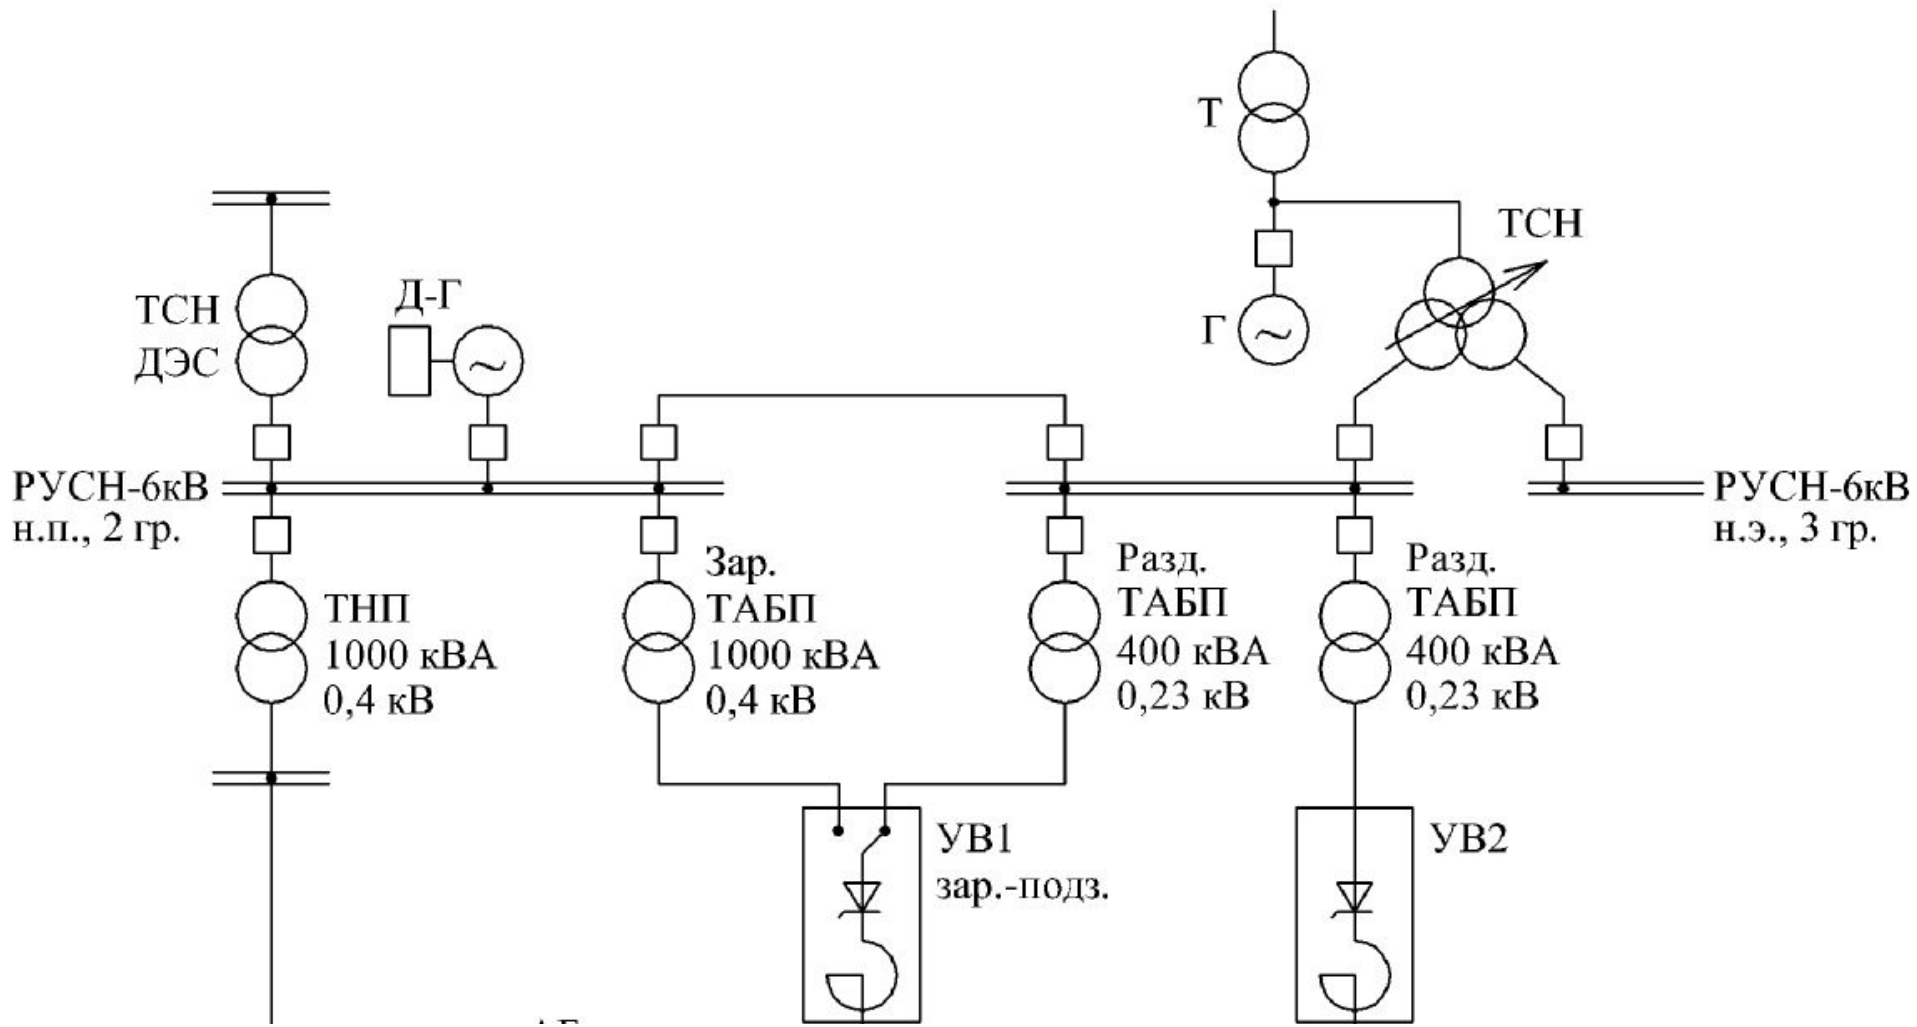 Т
ТСН
Д-Г
ТСН
ДЭС
Г
~
~
РУСН-6кВ
н.п., 2 гр.
РУСН-6кВ
н.э., 3 гр.
ТНП
1000 кВА
0,4 кВ
Зар.
ТАБП
1000 кВА
0,4 кВ
Разд.
ТАБП
400 кВА
0,23 кВ
Разд.
ТАБП
400 кВА
0,23 кВ
УВ1
зар.-подз.
УВ2